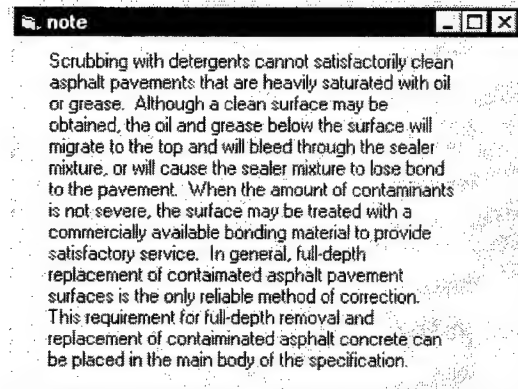 note
Scrubbing with detergents cannot satisfactorily clean
asphalt pavements that are heavily saturated with oil
or grease. Although a clean surface may be
obtained, the oil and grease below the surface will
migrate to the top and will bleed through the sealer
mixture, or will cause the sealer mixture to lose bond
to the pavement. When the amount of contaminants
is not severe, the surface may be treated with a
commercially available bonding material to provide
satisfactory service. In general, full-depth
replacement of contaimated asphalt pavement
surfaces is the only reliable method of correction.
This requirement for full-depth removal and
replacement of contaiminated asphalt concrete can
be placed in the main body of the specification.